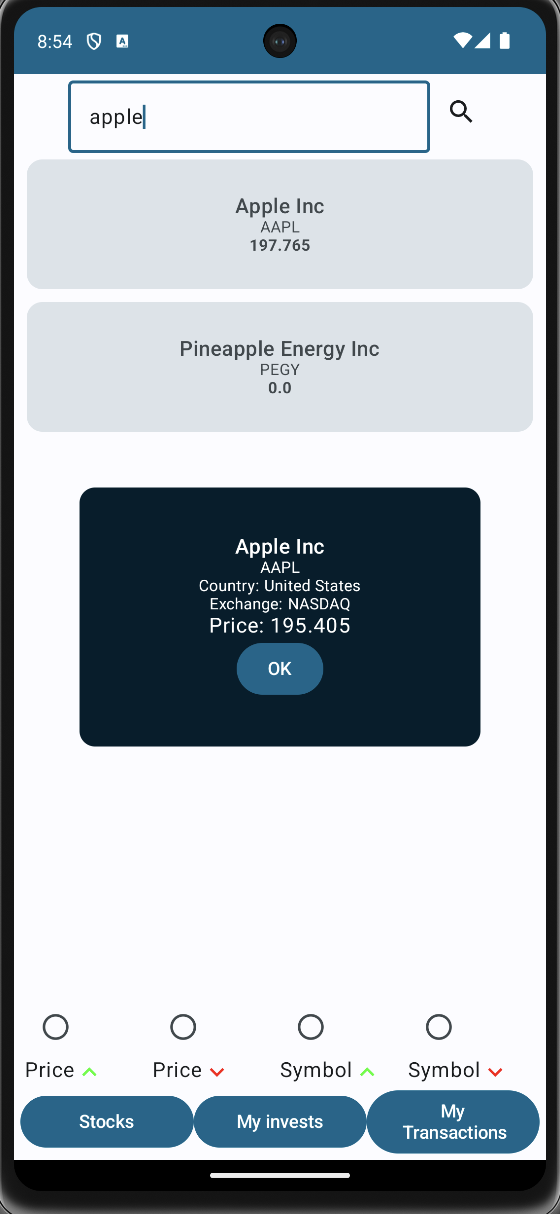 8:54
A
apple
Apple Inc
AAPL
197.765
Pineapple Energy Inc
PEGY
0.0
Apple Inc
AAPL
Country: United States
Exchange: NASDAQ
Price: 195.405
OK
Price
Price
Symbol
Symbol
Stocks
My invests
My
Transactions